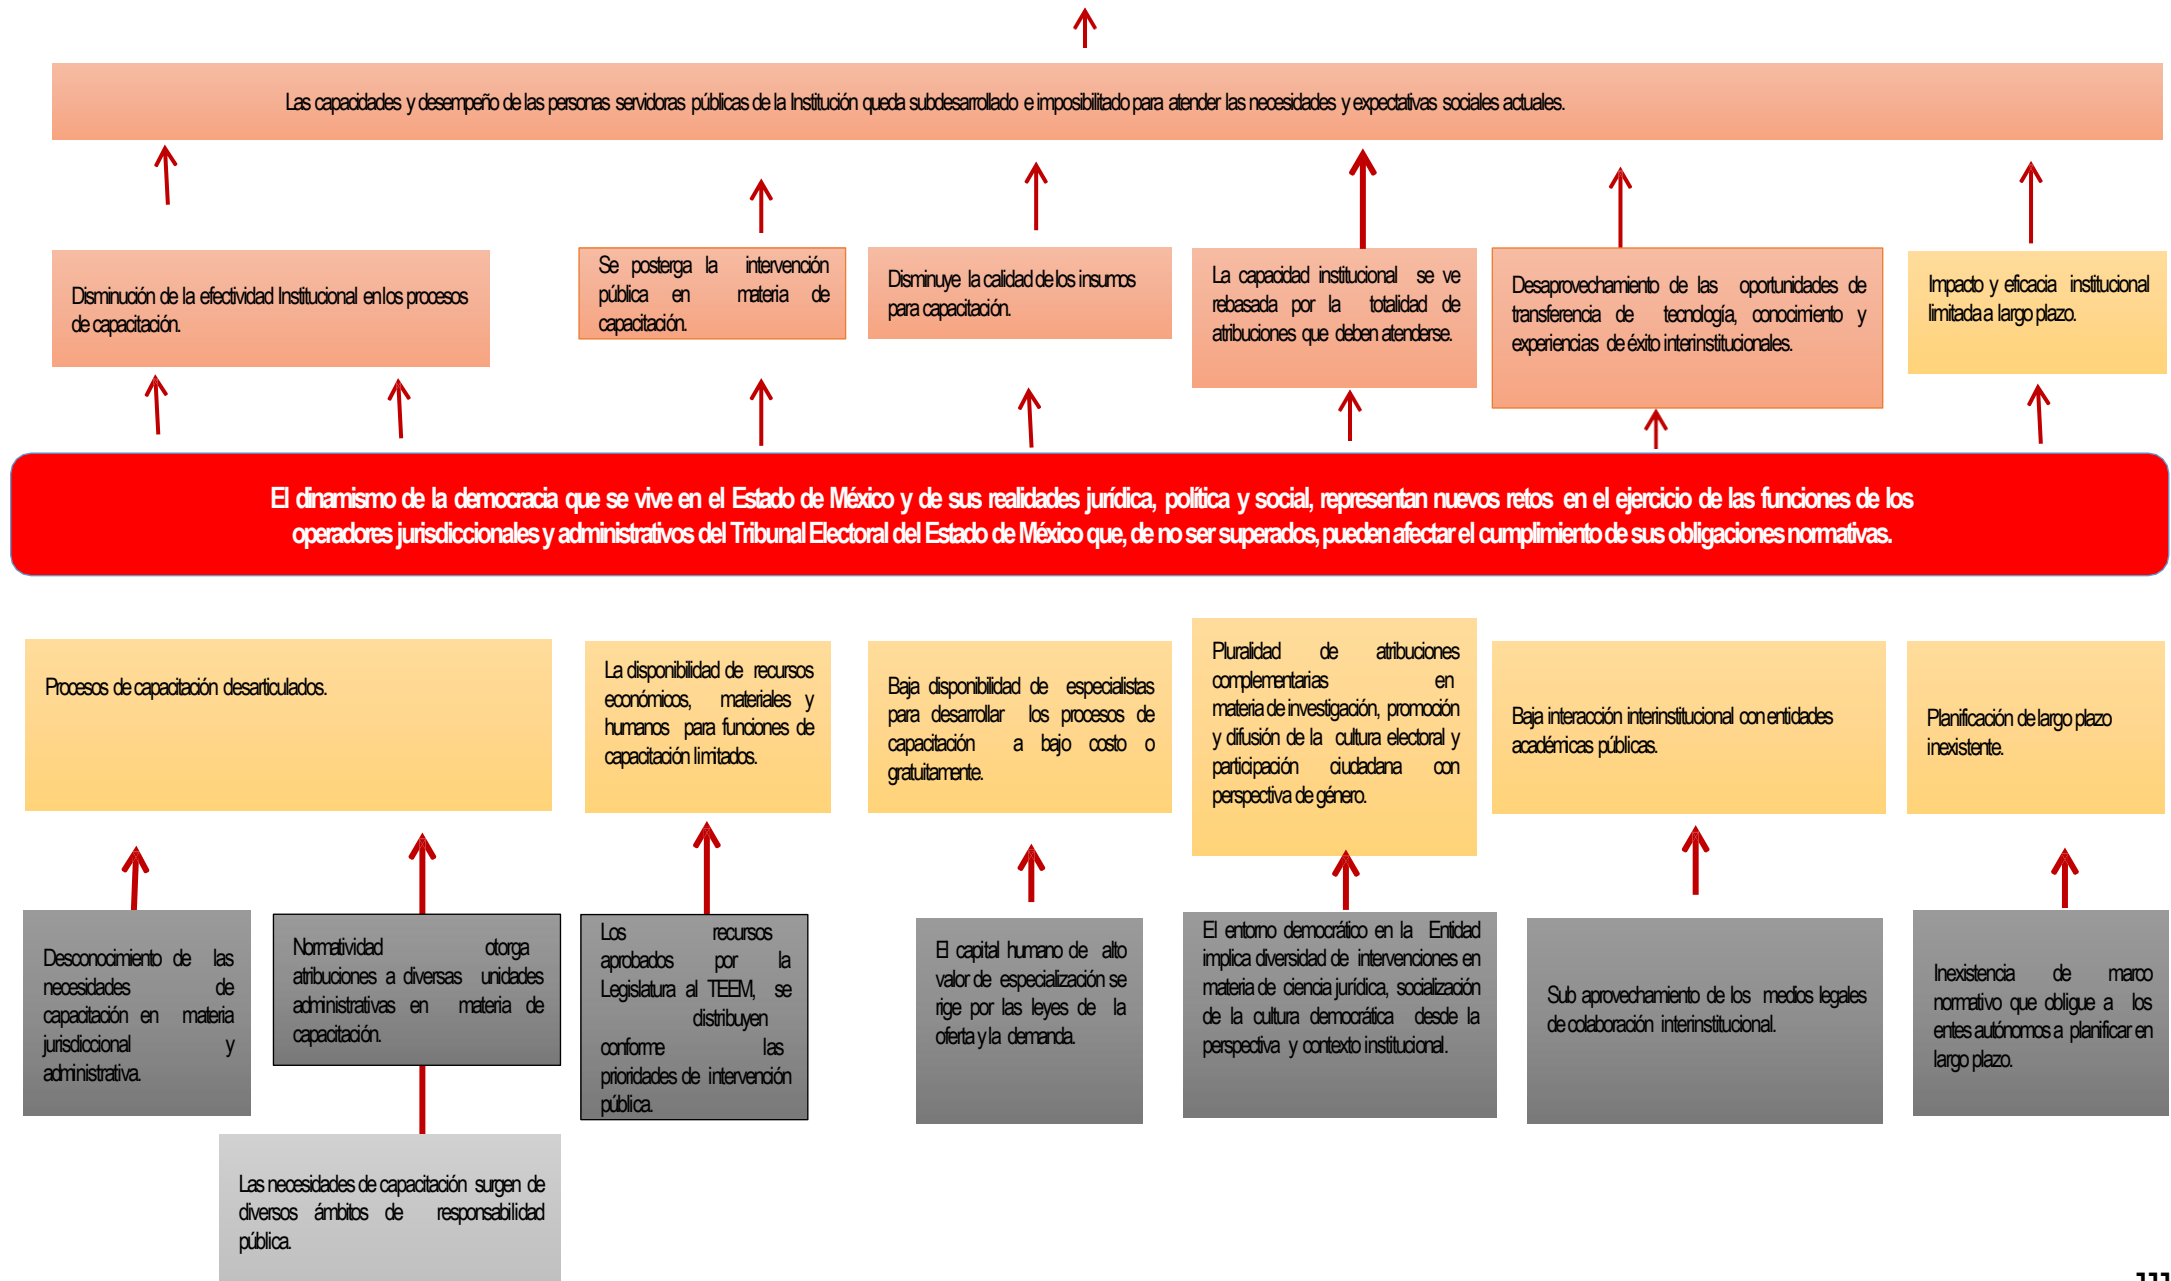 Las capacidades y desempeño de las personas servidoras públicas de la Institución queda subdesarrollado e imposibilitado para atender las necesidades y expectativas sociales actuales.
Disminución de la efectividad Institucional en los procesos
de capacitación.
Se posterga la intervención
pública en materia de
capacitación.
Disminuye la calidad de los insumos
para capacitación.
La capacidad institucional se ve
rebasada por la totalidad de
atribuciones que deben atenderse.
Desaprovechamiento de las oportunidades de
transferencia de tecnología, conocimiento y
experiencias de éxito interinstitucionales.
Impacto y eficacia institucional
limitada a largo plazo.
El dinamismo de la democracia que se vive en el Estado de México y de sus realidades jurídica, política y social, representan nuevos retos en el ejercicio de las funciones de los
operadores jurisdiccionales y administrativos del Tribunal Electoral del Estado de México que, de no ser superados, pueden afectar el cumplimiento de sus obligaciones normativas.
Procesos de capacitación desarticulados.
La disponibilidad de recursos
económicos, materiales y
humanos para funciones de
capacitación limitados.
Baja disponibilidad de especialistas
para desarrollar los procesos de
capacitación a bajo costo o
gratuitamente.
Pluralidad de atribuciones
complementarias en
materia de investigación, promoción
y difusión de la cultura electoral y
participación ciudadana con
perspectiva de género.
Baja interacción interinstitucional con entidades
académicas públicas.
Planificación de largo plazo
inexistente.
Desconocimiento de las
necesidades de
capacitación en materia
jurisdiccional y
administrativa.
Normatividad otorga
atribuciones a diversas unidades
administrativas en materia de
capacitación.
Los recursos
aprobados por la
Legislatura al TEEM, se
distribuyen
conforme las
prioridades de intervención
pública.
El capital humano de alto
valor de especialización se
rige por las leyes de la
oferta y la demanda.
El entorno democrático en la Entidad
implica diversidad de intervenciones en
materia de ciencia jurídica, socialización
de la cultura democrática desde la
perspectiva y contexto institucional.
Sub aprovechamiento de los medios legales
de colaboración interinstitucional.
Inexistencia de marco
normativo que obligue a los
entes autónomos a planificar en
largo plazo.
Las necesidades de capacitación surgen de
diversos ámbitos de responsabilidad
pública.